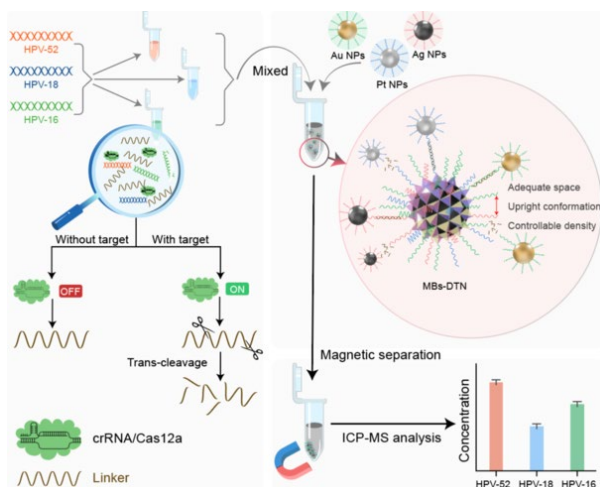 XXXXXXXXX
HPV-52
XXXXXXXXX
HPV-18
XXXXXXXXX
HPV-16
Mixed
Au NPs
Ag NPs
Pt NPs
Adequate space
Upright conformation
Controllable density
MBs-DTN
Without target
With target
OFF
ON
Trans-cleavage
crRNA/Cas12a
Linker
Magnetic separation
ICP-MS analysis
Concentration
HPV-52
HPV-18
HPV-16